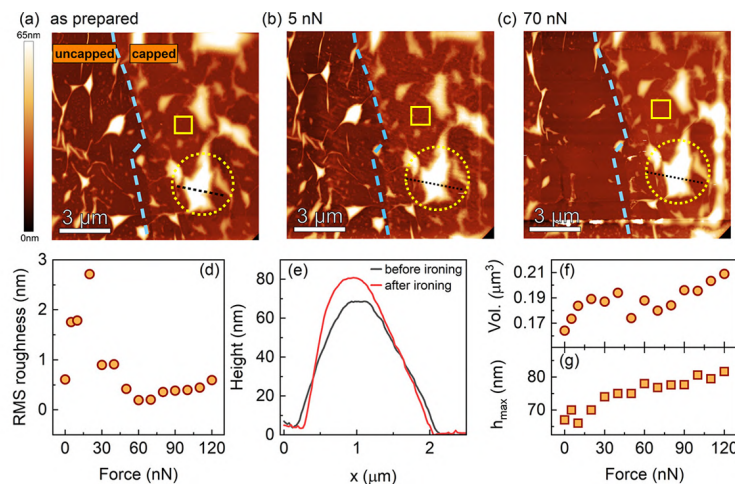 (a) as prepared
(b) 5 nN
(c) 70 nN
65nm
0nm
uncapped capped
3 µm
3 µm
3 µm
(d)
RMS roughness (nm)
3
2
1
0
0 30 60 90 120
Force (nN)
(e)
before ironing
after ironing
Height (nm)
80
60
40
20
0
0 1 2
x (µm)
(f)
Vol. (µm³)
0.21
0.19
0.17
(g)
h_max (nm)
80
70
0 30 60 90 120
Force (nN)